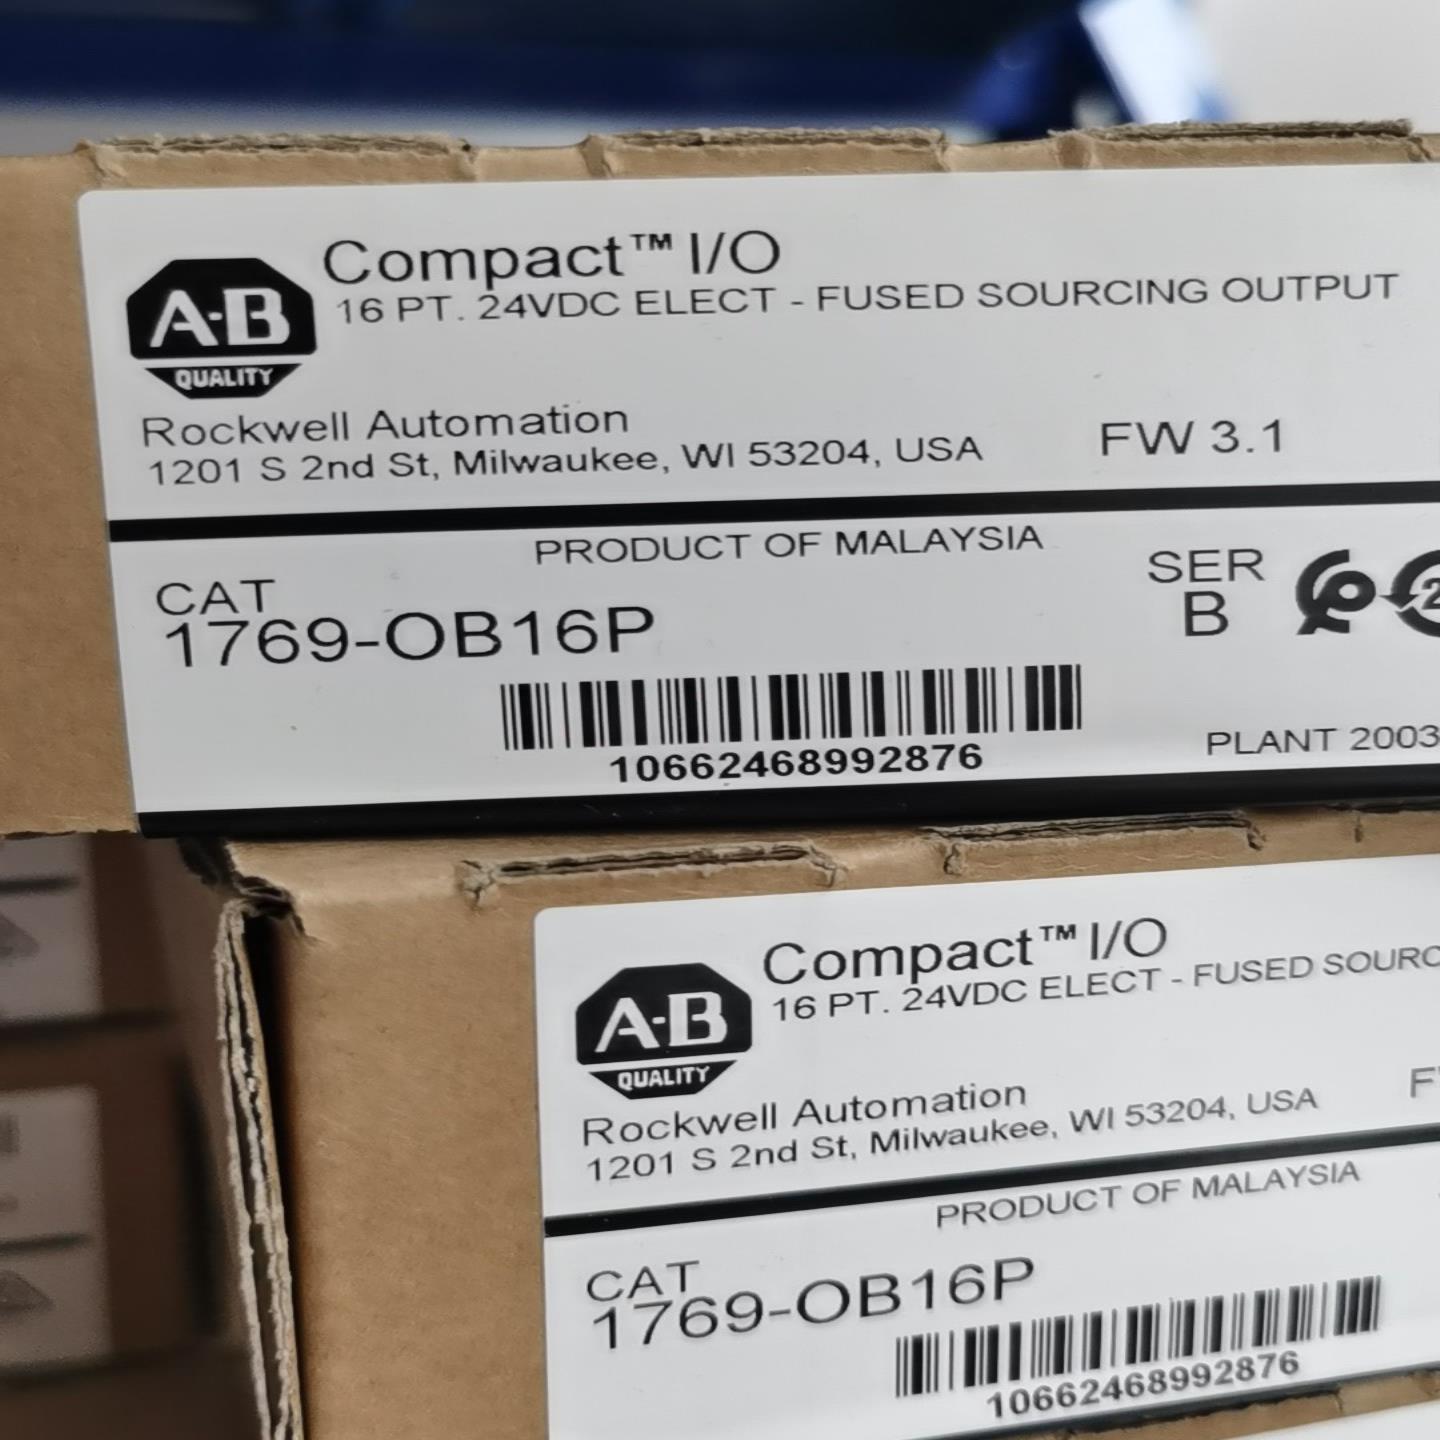 Compact™ I/O
16 PT. 24VDC ELECT - FUSED SOURCING OUTPUT
A-B
QUALITY
Rockwell Automation
1201 S 2nd St, Milwaukee, WI 53204, USA
FW 3.1
PRODUCT OF MALAYSIA
CAT
1769-OB16P
SER
B
2
10662468992876
PLANT 2003
Compact™ I/O
16 PT. 24VDC ELECT - FUSED SOURC
A-B
QUALITY
Rockwell Automation
1201 S 2nd St, Milwaukee, WI 53204, USA
F
PRODUCT OF MALAYSIA
CAT
1769-OB16P
10662468992876